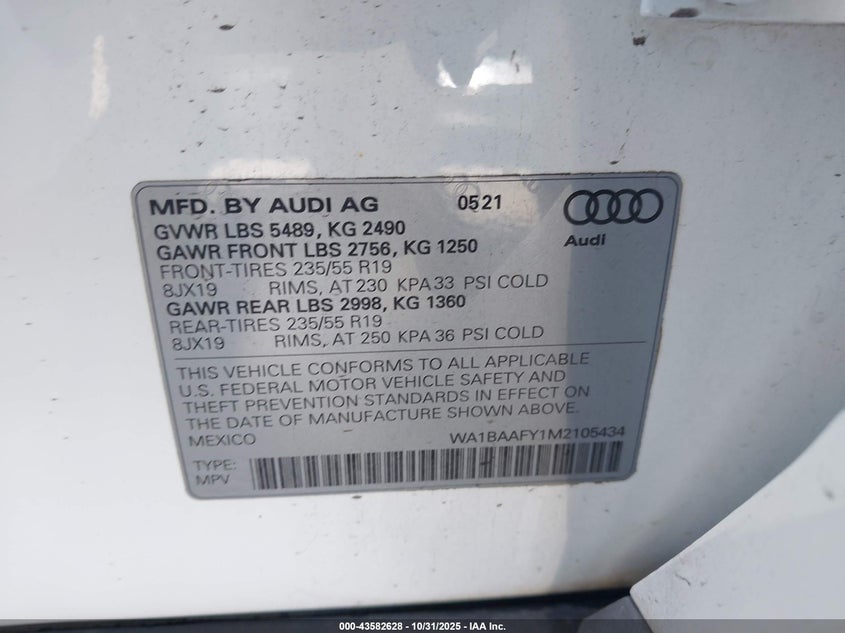 MFD. BY AUDI AG 0521
GVWR LBS 5489, KG 2490
GAWR FRONT LBS 2756, KG 1250
Audi
FRONT-TIRES 235/55 R19
8JX19 RIMS, AT 230 KPA 33 PSI COLD
GAWR REAR LBS 2998, KG 1360
REAR-TIRES 235/55 R19
8JX19 RIMS, AT 250 KPA 36 PSI COLD
THIS VEHICLE CONFORMS TO ALL APPLICABLE
U.S. FEDERAL MOTOR VEHICLE SAFETY AND
THEFT PREVENTION STANDARDS IN EFFECT ON
THE DATE OF MANUFACTURE SHOWN ABOVE.
MEXICO WA1BAAFY1M2105434
TYPE:
MPV
000-43582628 - 10/31/2025 - IAA Inc.